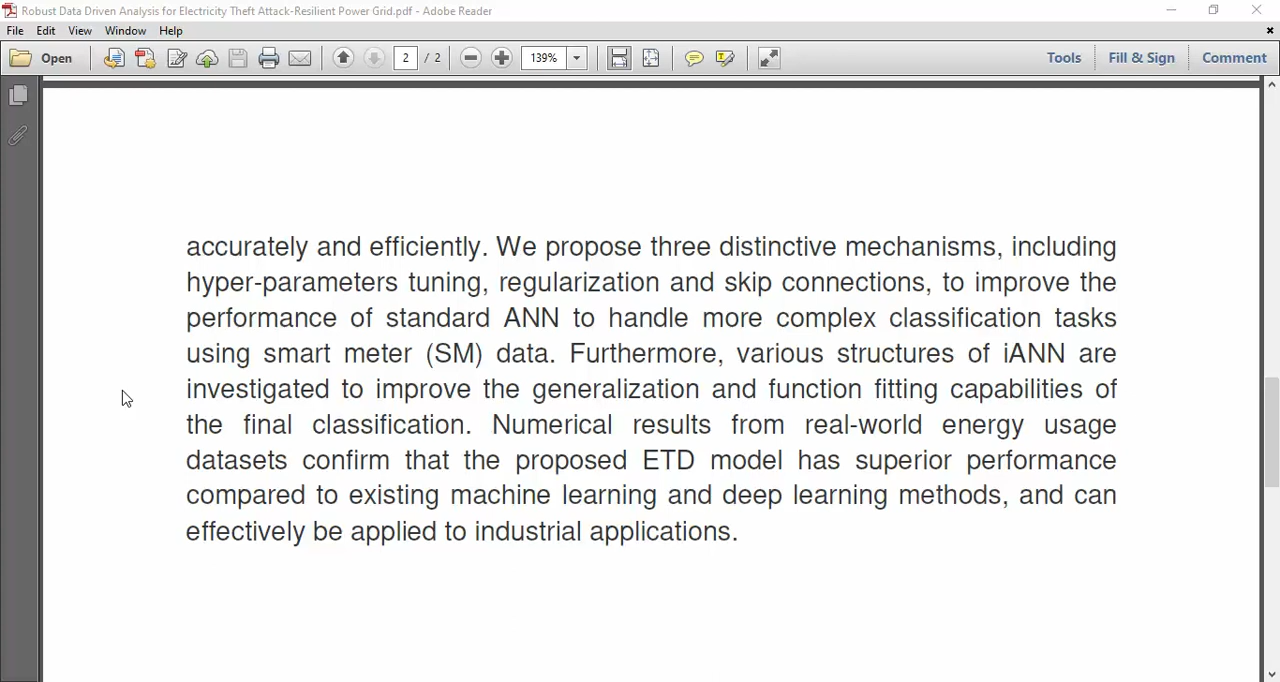 Robust Data Driven Analysis for Electricity Theft Attack-Resilient Power Grid.pdf - Adobe Reader
File Edit View Window Help
Open 2 / 2 139% Tools Fill & Sign Comment
accurately and efficiently. We propose three distinctive mechanisms, including
hyper-parameters tuning, regularization and skip connections, to improve the
performance of standard ANN to handle more complex classification tasks
using smart meter (SM) data. Furthermore, various structures of iANN are
investigated to improve the generalization and function fitting capabilities of
the final classification. Numerical results from real-world energy usage
datasets confirm that the proposed ETD model has superior performance
compared to existing machine learning and deep learning methods, and can
effectively be applied to industrial applications.